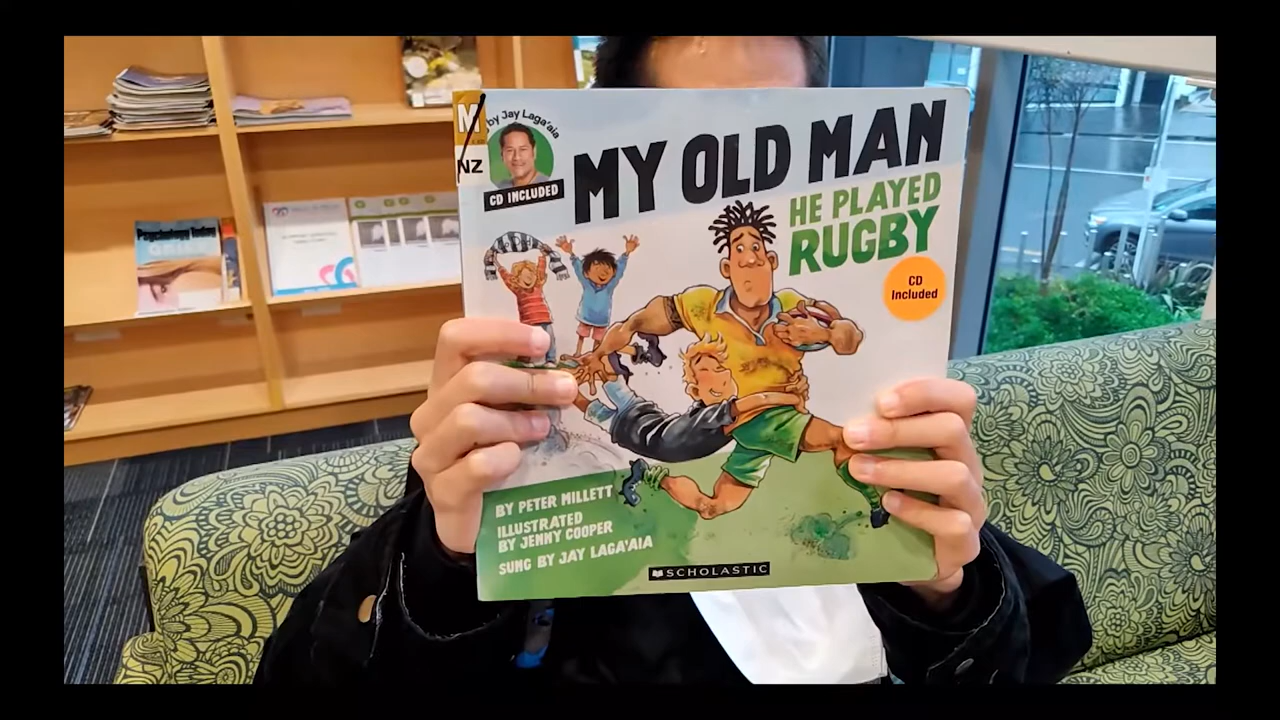 M
NZ
by Jay Laga'aia
CD INCLUDED
MY OLD MAN
HE PLAYED
RUGBY
CD
Included
BY PETER MILLETT
ILLUSTRATED
BY JENNY COOPER
SUNG BY JAY LAGA'AIA
SCHOLASTIC